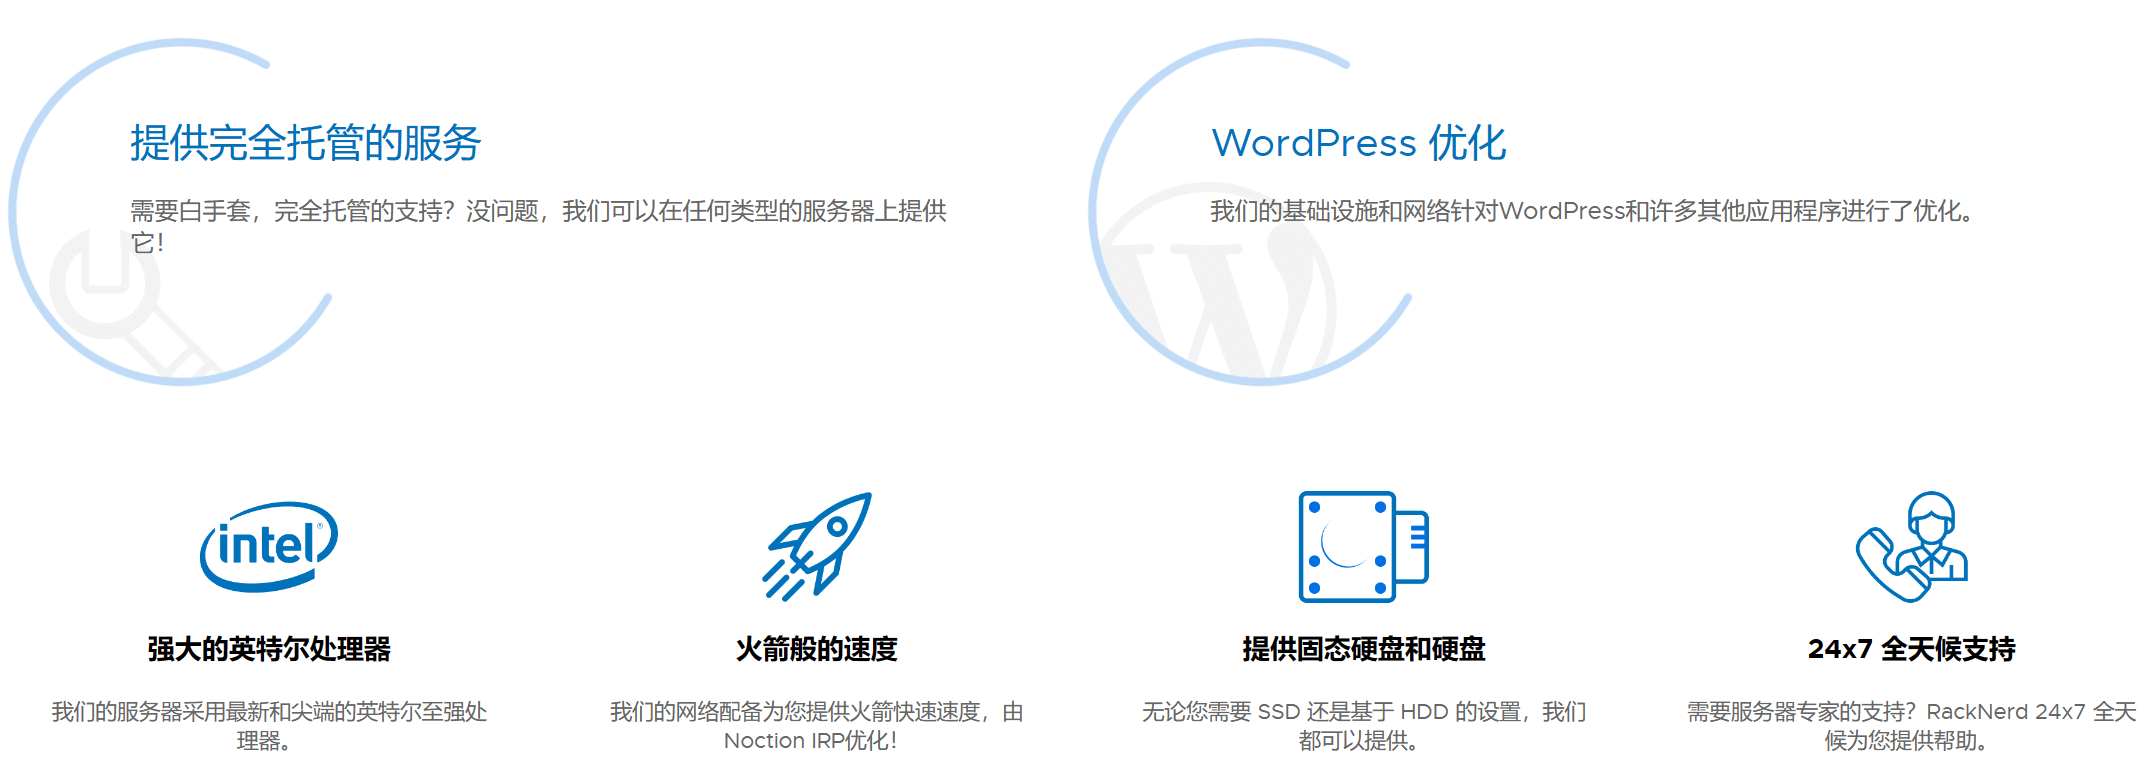 提供完全托管的服务
需要白手套，完全托管的支持？没问题，我们可以在任何类型的服务器上提供
它！
WordPress 优化
我们的基础设施和网络针对WordPress和许多其他应用程序进行了优化。
intel®
强大的英特尔处理器
我们的服务器采用最新和尖端的英特尔至强处
理器。
火箭般的速度
我们的网络配备为您提供火箭快速速度，由
Noction IRP优化！
提供固态硬盘和硬盘
无论您需要 SSD 还是基于 HDD 的设置，我们
都可以提供。
24x7 全天候支持
需要服务器专家的支持？RackNerd 24x7 全天
候为您提供帮助。